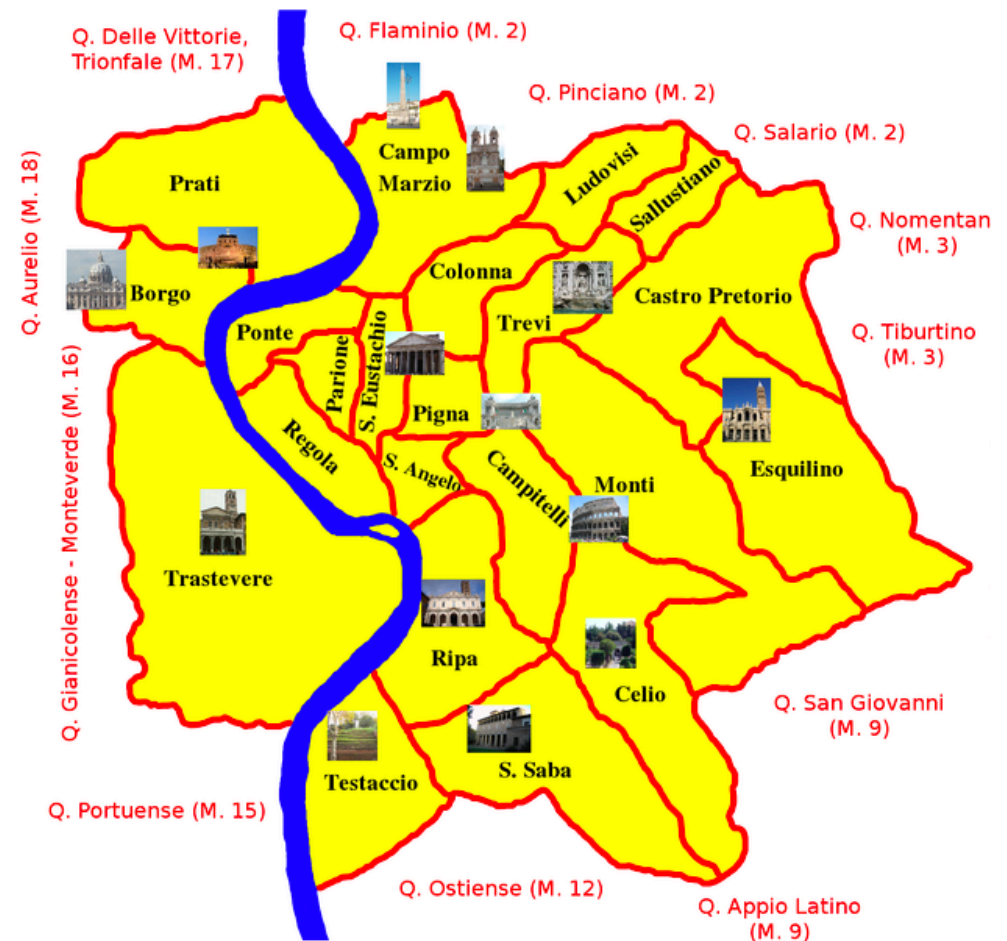 Q. Delle Vittorie,
Trionfale (M. 17)
Q. Flaminio (M. 2)
Q. Pinciano (M. 2)
Q. Salario (M. 2)
Q. Nomentan
(M. 3)
Q. Tiburtino
(M. 3)
Q. Aurelio (M. 18)
Q. Gianicolense - Monteverde (M. 16)
Prati
Campo
Marzio
Ludovisi
Sallustiano
Borgo
Colonna
Castro Pretorio
Ponte
Trevi
Parione
S. Eustachio
Pigna
Regola
S. Angelo
Campitelli
Monti
Esquilino
Trastevere
Ripa
Celio
Q. San Giovanni
(M. 9)
Testaccio
S. Saba
Q. Portuense (M. 15)
Q. Ostiense (M. 12)
Q. Appio Latino
(M. 9)